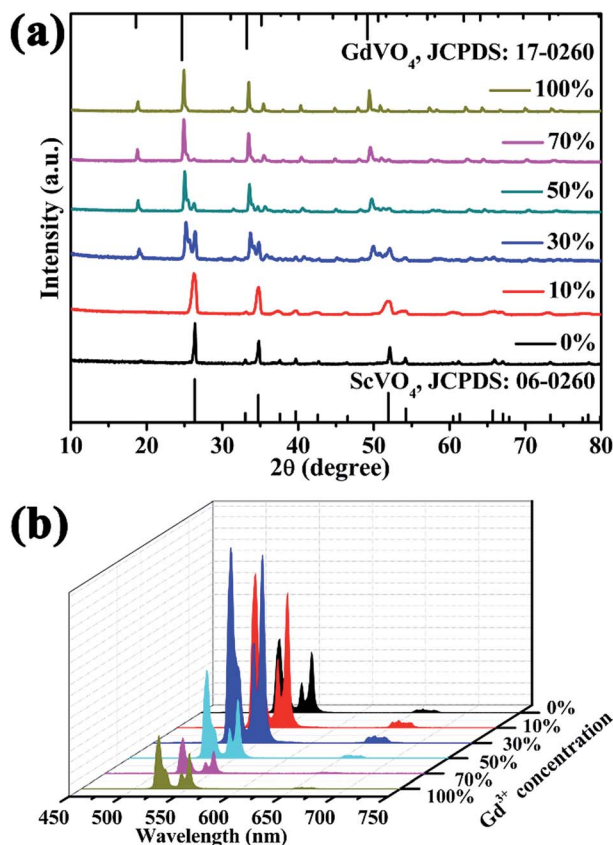 (a)
GdVO4, JCPDS: 17-0260
100%
70%
50%
30%
10%
0%
ScVO4, JCPDS: 06-0260
Intensity (a.u.)
10 20 30 40 50 60 70 80
2θ (degree)
(b)
0%
10%
30%
50%
70%
100%
Gd3+ concentration
450 500 550 600 650 700 750
Wavelength (nm)